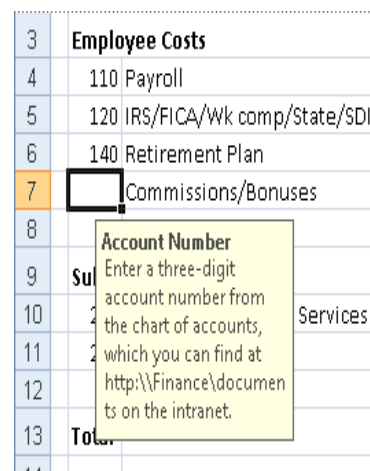 3 Employee Costs
4 110 Payroll
5 120 IRS/FICA/Wk comp/State/SDI
6 140 Retirement Plan
7 Commissions/Bonuses
8
Account Number
Enter a three-digit
9
account number from
10 the chart of accounts, Services
11 which you can find at
12 http:\\Finance\documen
ts on the intranet.
13 Total